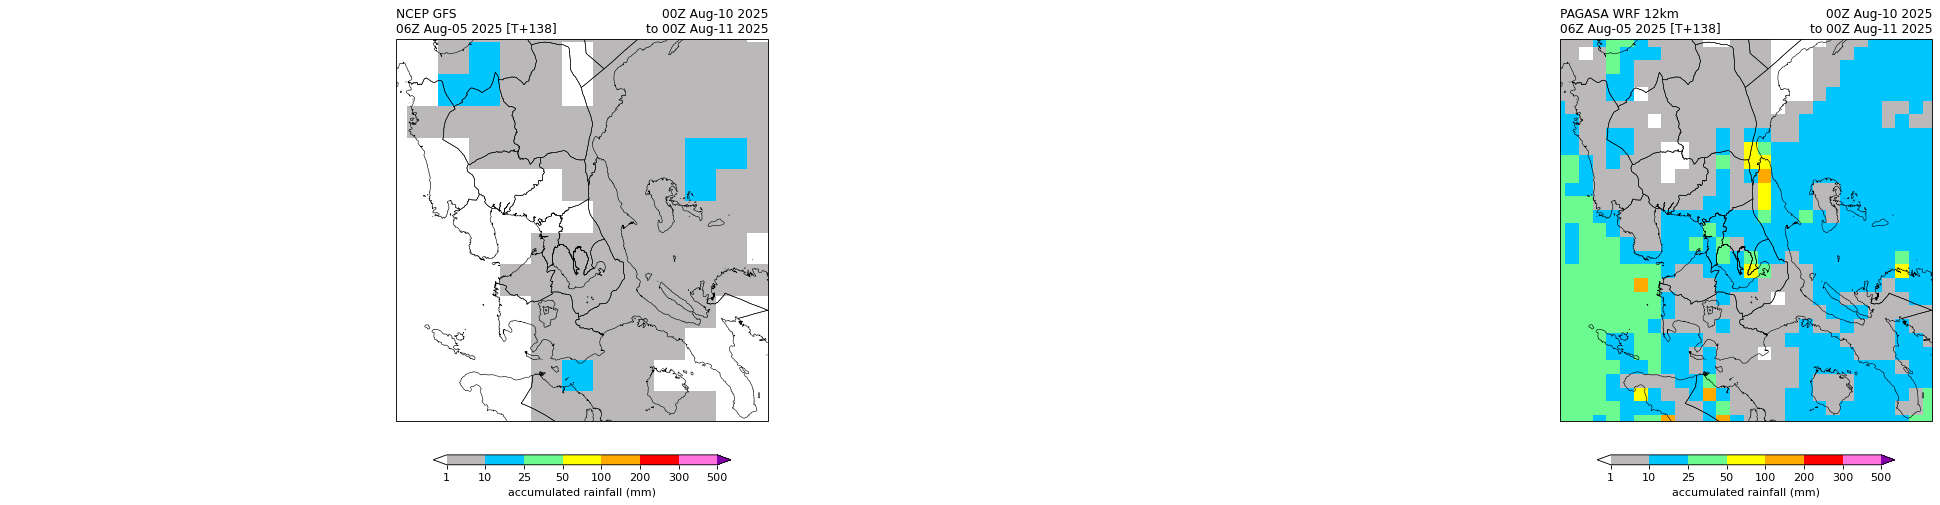 NCEP GFS
00Z Aug-10 2025
06Z Aug-05 2025 [T+138]
to 00Z Aug-11 2025
1 10 25 50 100 200 300 500
accumulated rainfall (mm)
PAGASA WRF 12km
00Z Aug-10 2025
06Z Aug-05 2025 [T+138]
to 00Z Aug-11 2025
1 10 25 50 100 200 300 500
accumulated rainfall (mm)